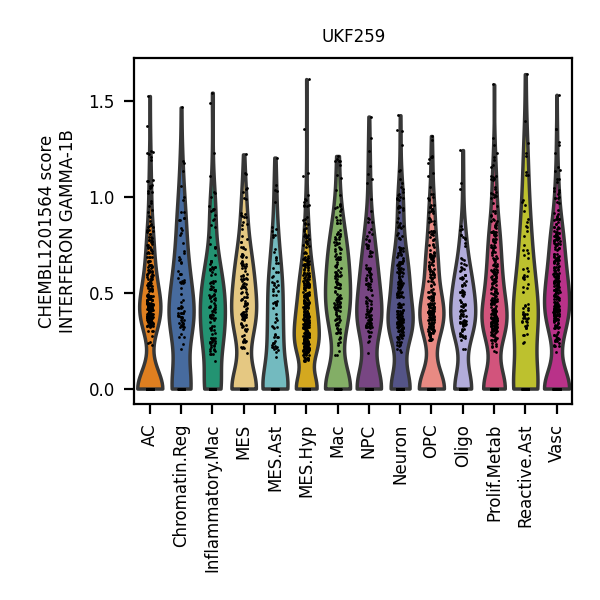 UKF259
CHEMBL1201564 score
INTERFERON GAMMA-1B
1.5
1.0
0.5
0.0
AC
Chromatin.Reg
Inflammatory.Mac
MES
MES.Ast
MES.Hyp
Mac
NPC
Neuron
OPC
Oligo
Prolif.Metab
Reactive.Ast
Vasc